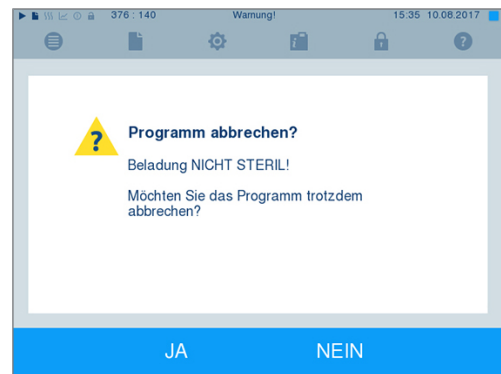 376 : 140 Warnung! 15:35 10.08.2017
Programm abbrechen?
Beladung NICHT STERIL!
Möchten Sie das Programm trotzdem
abbrechen?
JA NEIN